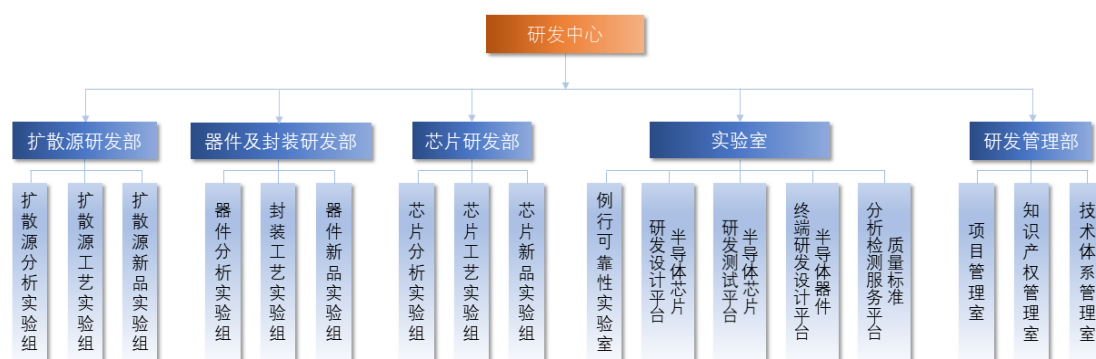 研发中心
扩散源研发部
器件及封装研发部
芯片研发部
实验室
研发管理部
扩散源分析实验组
扩散源工艺实验组
扩散源新品实验组
器件分析实验组
封装工艺实验组
器件新品实验组
芯片分析实验组
芯片工艺实验组
芯片新品实验组
例行可靠性实验室
半导体芯片
研发设计平台
半导体芯片
研发测试平台
半导体器件
终端研发设计平台
质量标准
分析检测服务平台
项目管理室
知识产权管理室
技术体系管理室